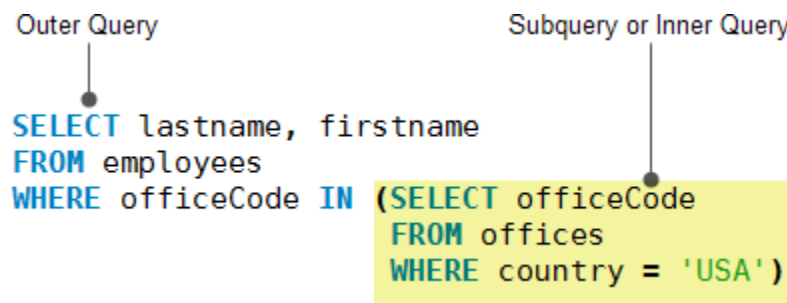 Outer Query
Subquery or Inner Query
SELECT lastname, firstname
FROM employees
WHERE officeCode IN (SELECT officeCode
FROM offices
WHERE country = 'USA')